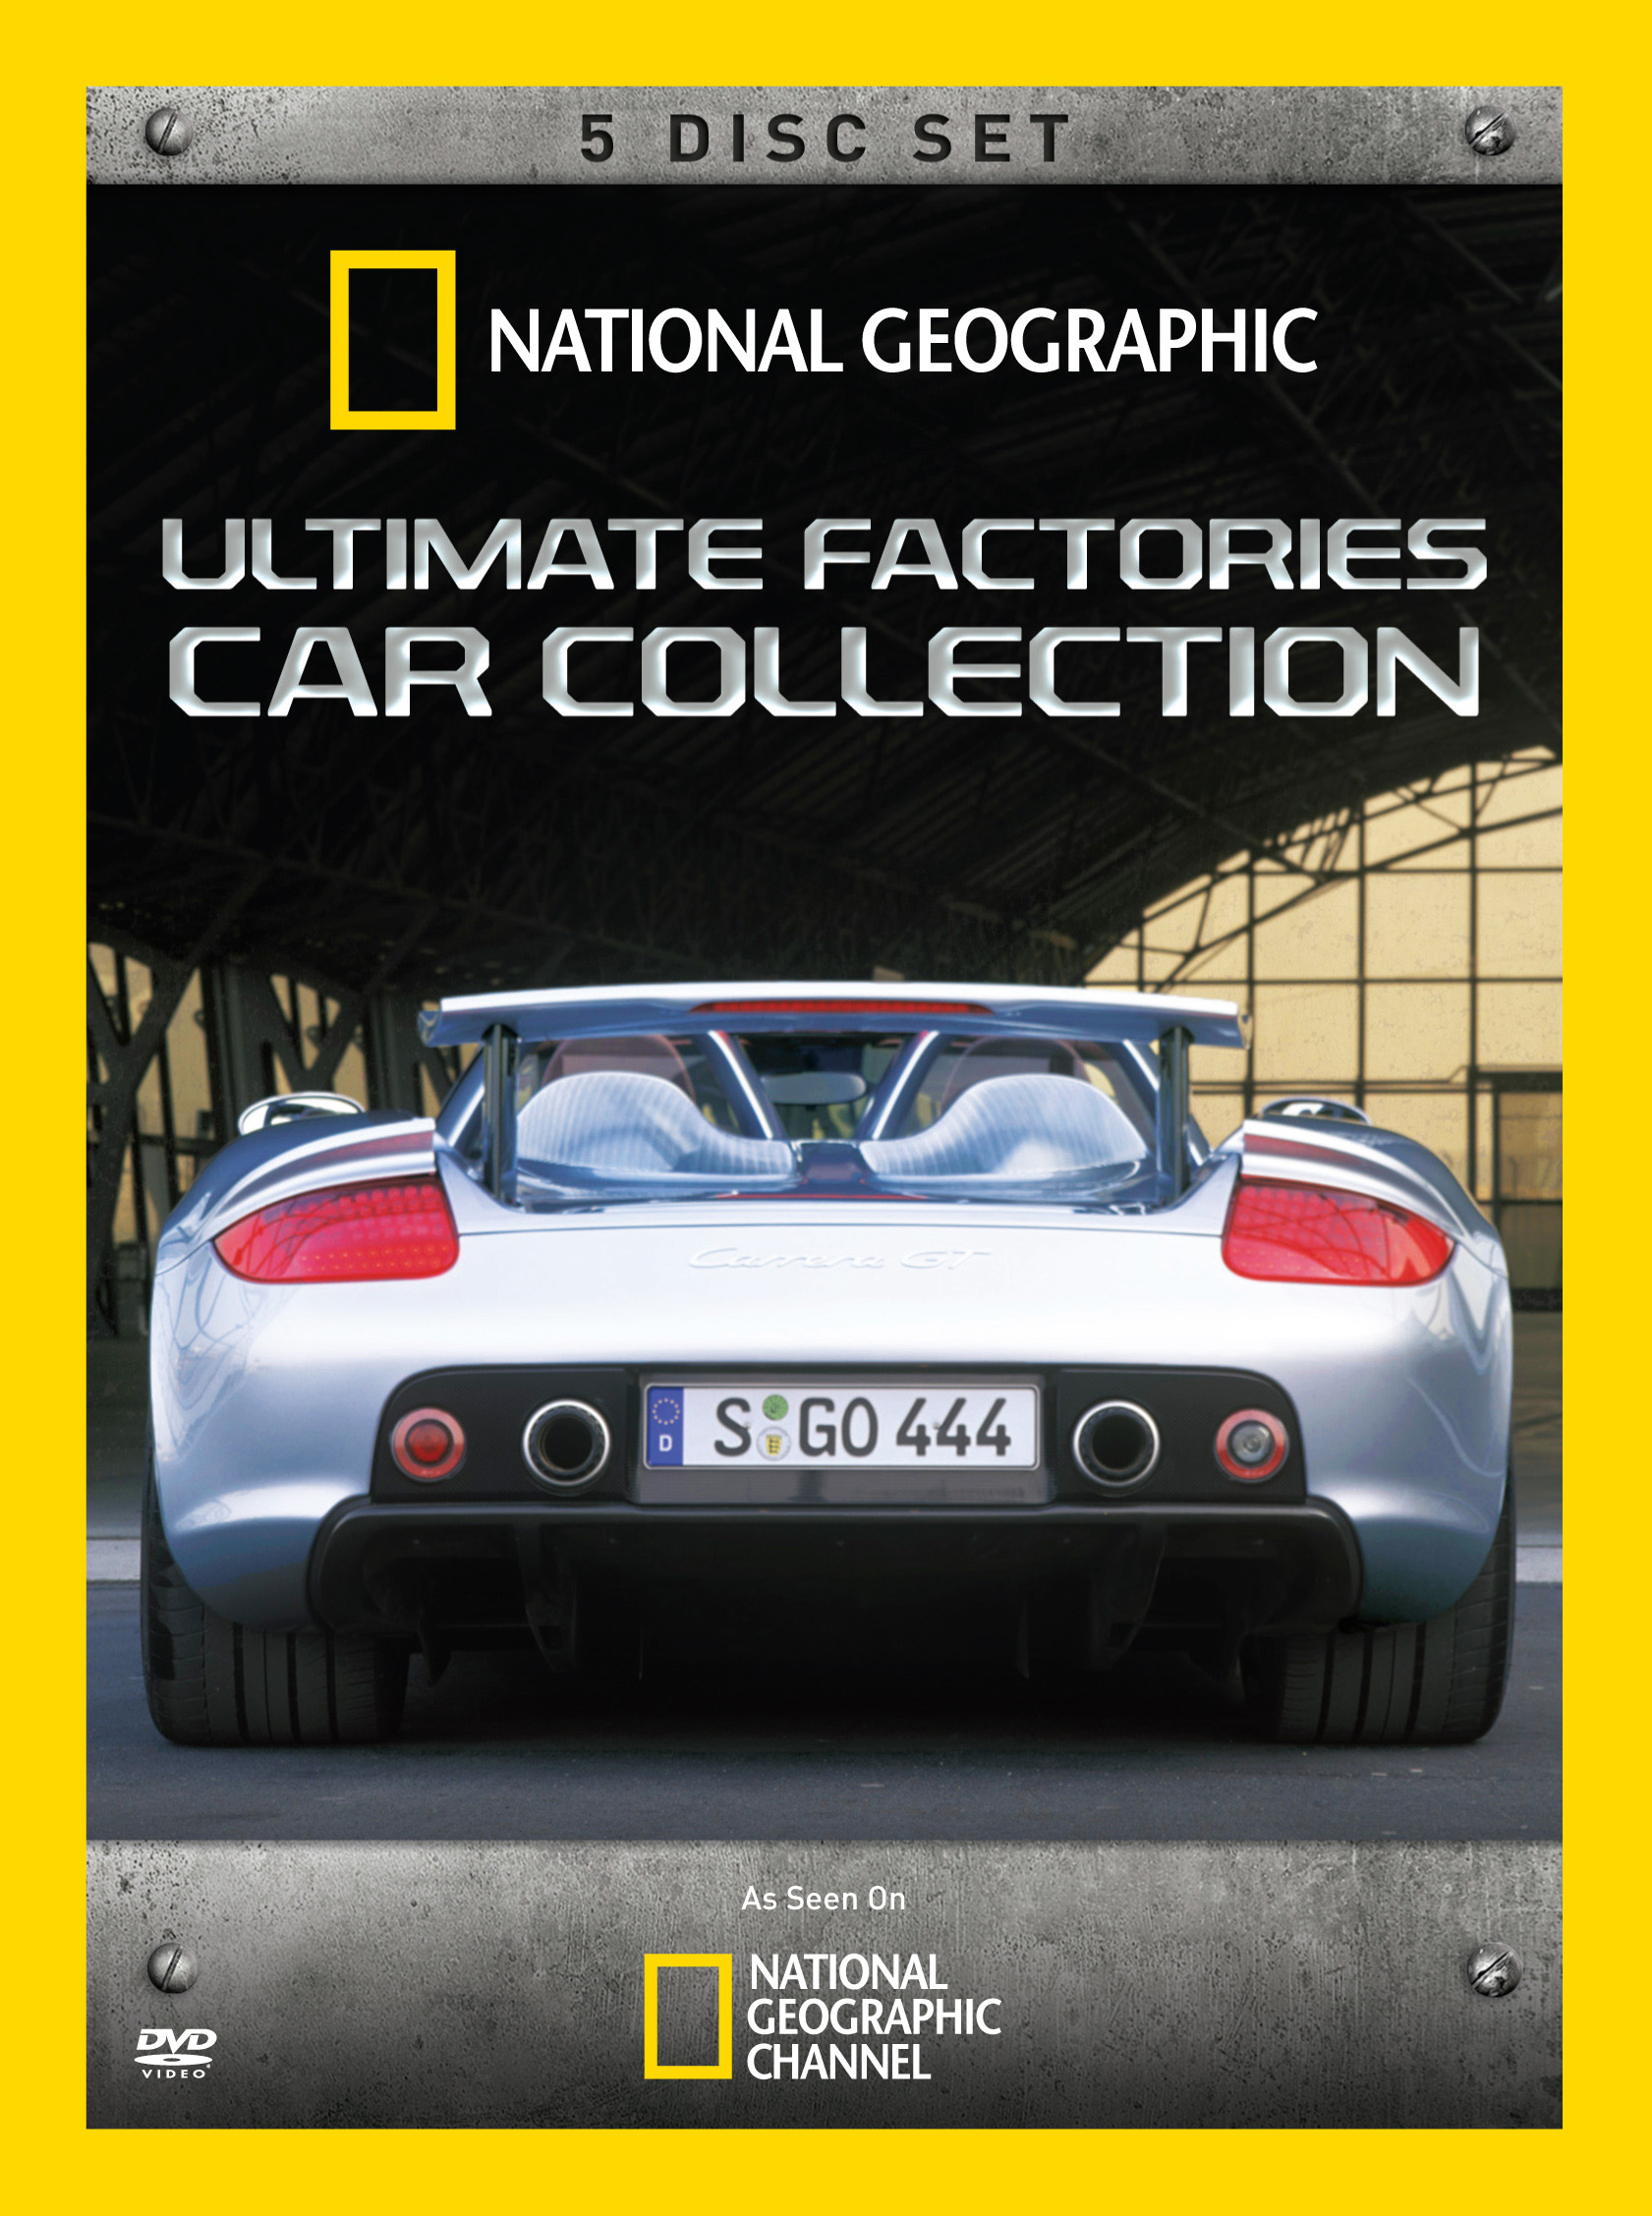 5 DISC SET
NATIONAL GEOGRAPHIC
ULTIMATE FACTORIES
CAR COLLECTION
Carrera GT
D S GO 444
As Seen On
NATIONAL
GEOGRAPHIC
CHANNEL
DVD
VIDEO